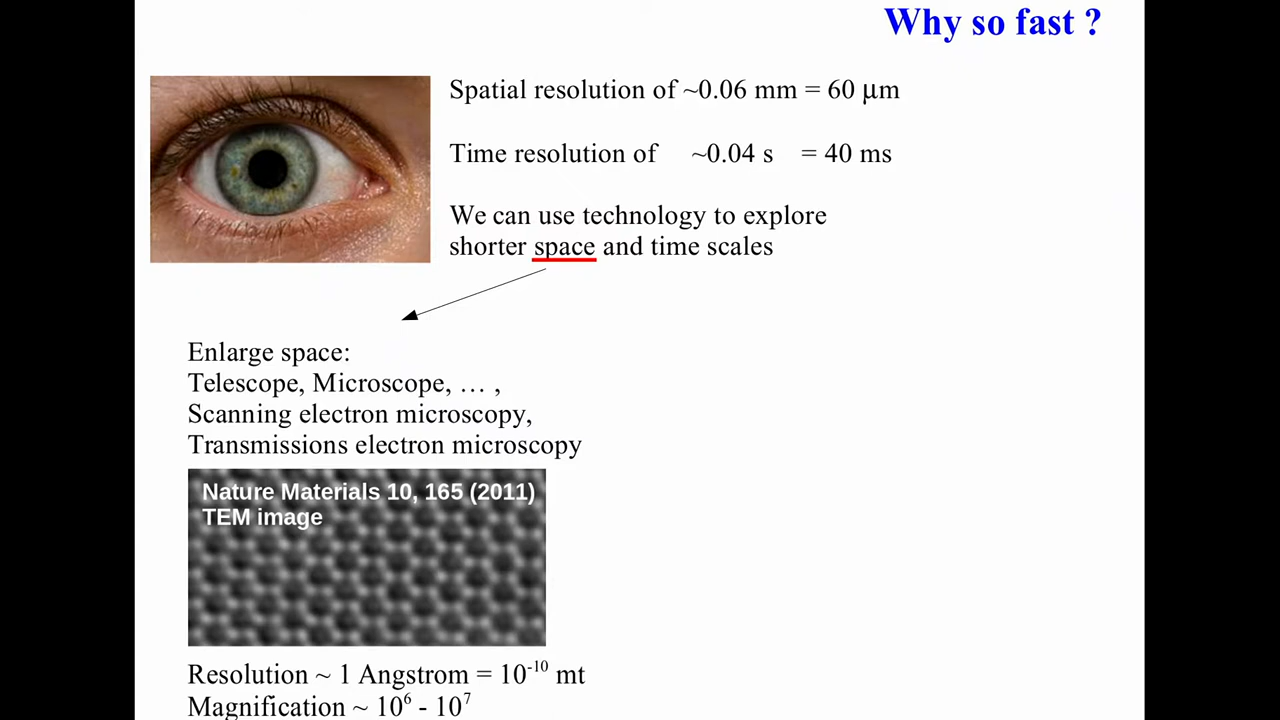 Why so fast ?
Spatial resolution of ~0.06 mm = 60 μm
Time resolution of ~0.04 s = 40 ms
We can use technology to explore
shorter space and time scales
Enlarge space:
Telescope, Microscope, … ,
Scanning electron microscopy,
Transmissions electron microscopy
Nature Materials 10, 165 (2011)
TEM image
Resolution ~ 1 Angstrom = 10⁻¹⁰ mt
Magnification ~ 10⁶ - 10⁷